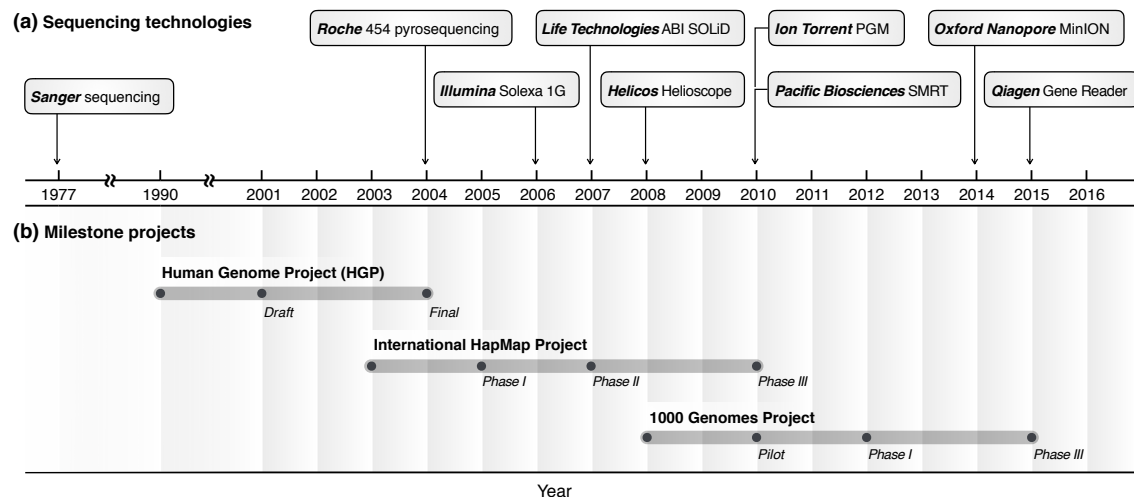 (a) Sequencing technologies
Roche 454 pyrosequencing
Life Technologies ABI SOLiD
Ion Torrent PGM
Oxford Nanopore MinION
Sanger sequencing
Illumina Solexa 1G
Helicos Helioscope
Pacific Biosciences SMRT
Qiagen Gene Reader
1977 1990 2001 2002 2003 2004 2005 2006 2007 2008 2009 2010 2011 2012 2013 2014 2015 2016
(b) Milestone projects
Human Genome Project (HGP)
Draft Final
International HapMap Project
Phase I Phase II Phase III
1000 Genomes Project
Pilot Phase I Phase III
Year